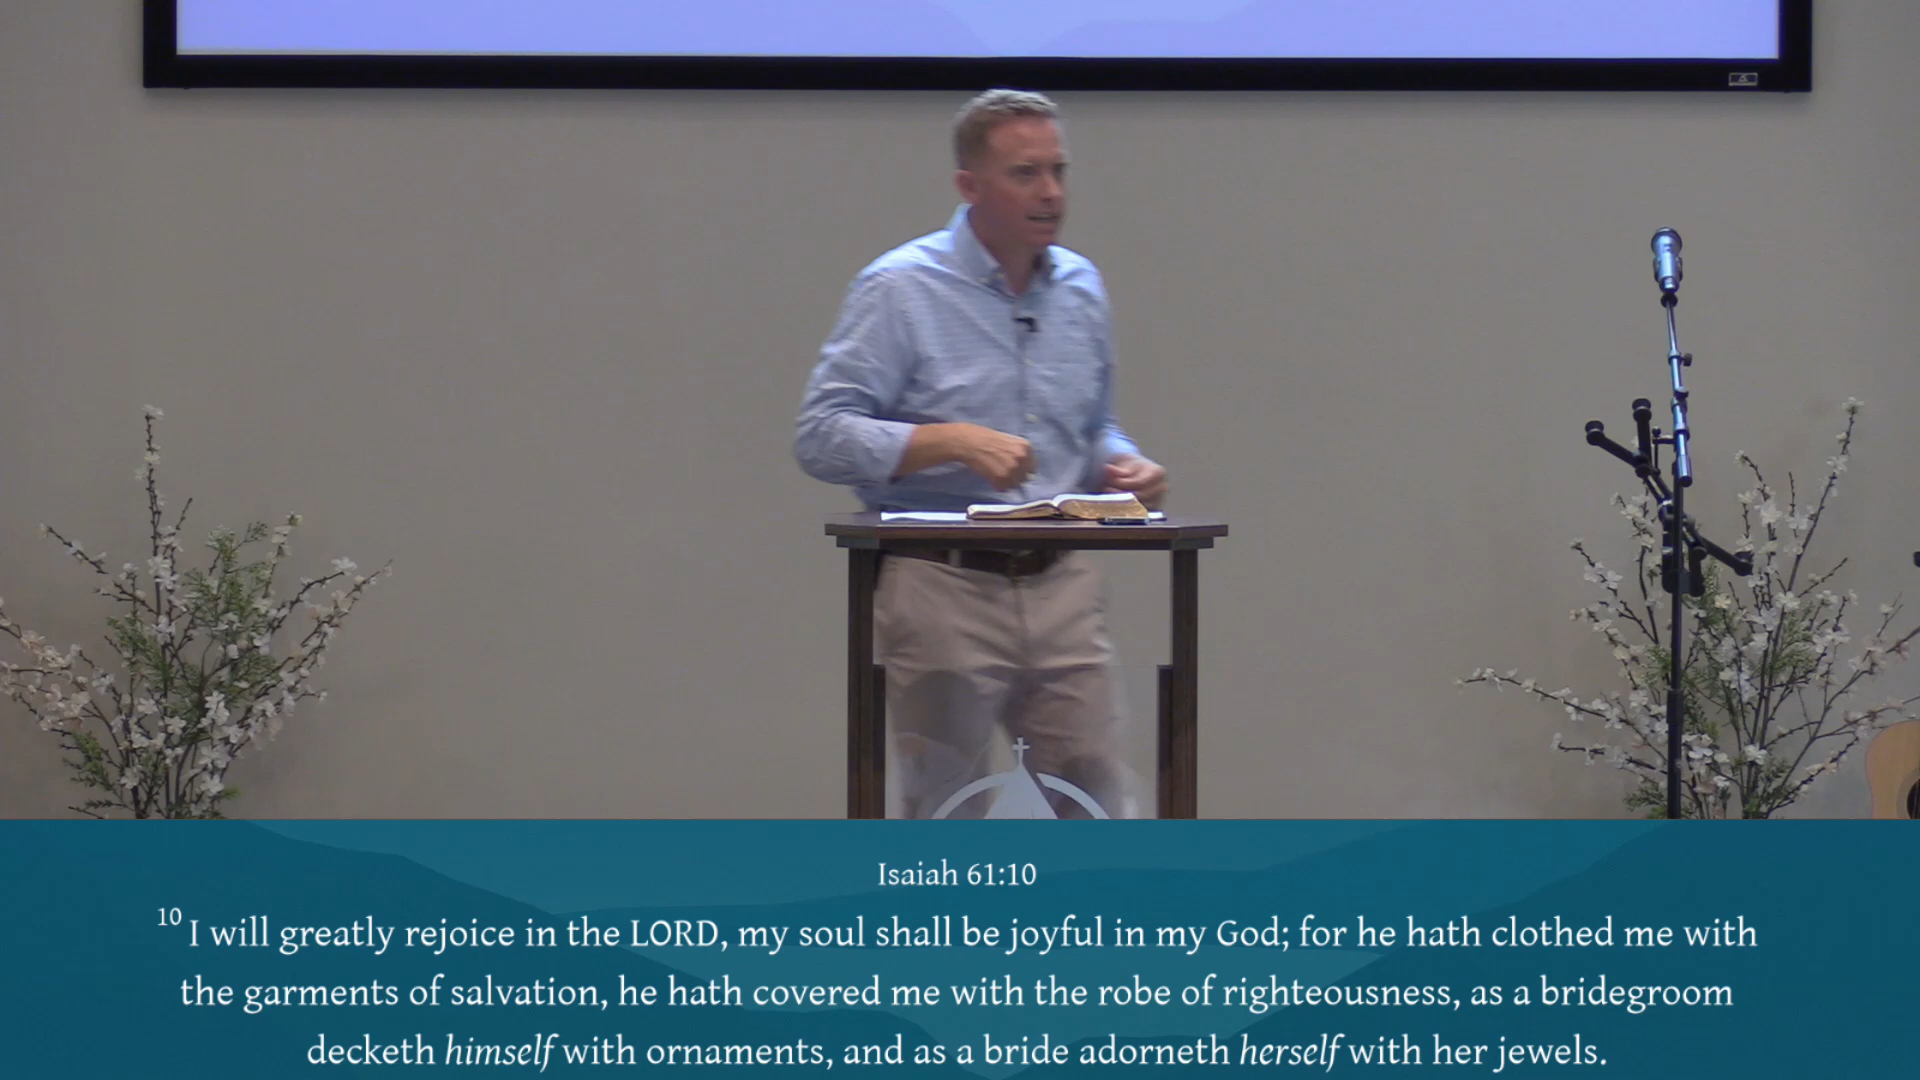 Isaiah 61:10
10 I will greatly rejoice in the LORD, my soul shall be joyful in my God; for he hath clothed me with
the garments of salvation, he hath covered me with the robe of righteousness, as a bridegroom
decketh himself with ornaments, and as a bride adorneth herself with her jewels.